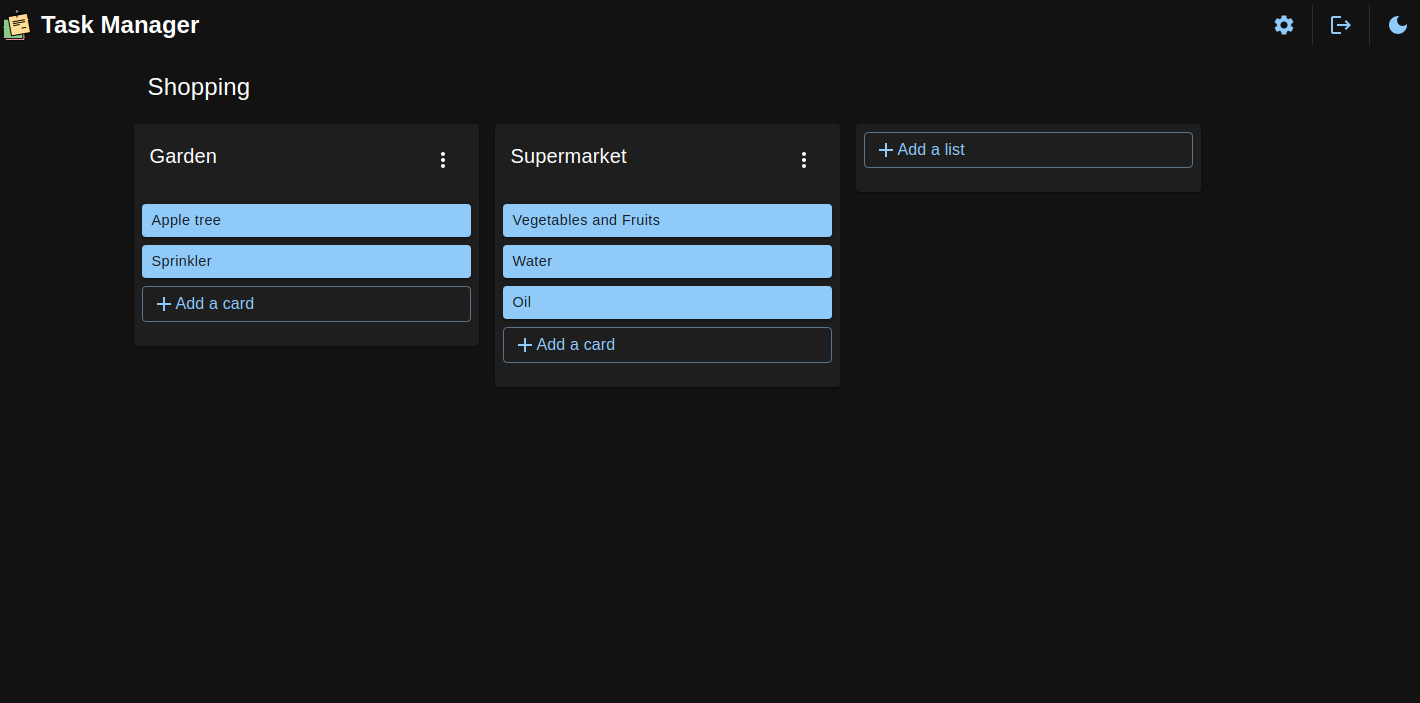 Task Manager
Shopping
Garden
Apple tree
Sprinkler
Add a card
Supermarket
Vegetables and Fruits
Water
Oil
Add a card
Add a list